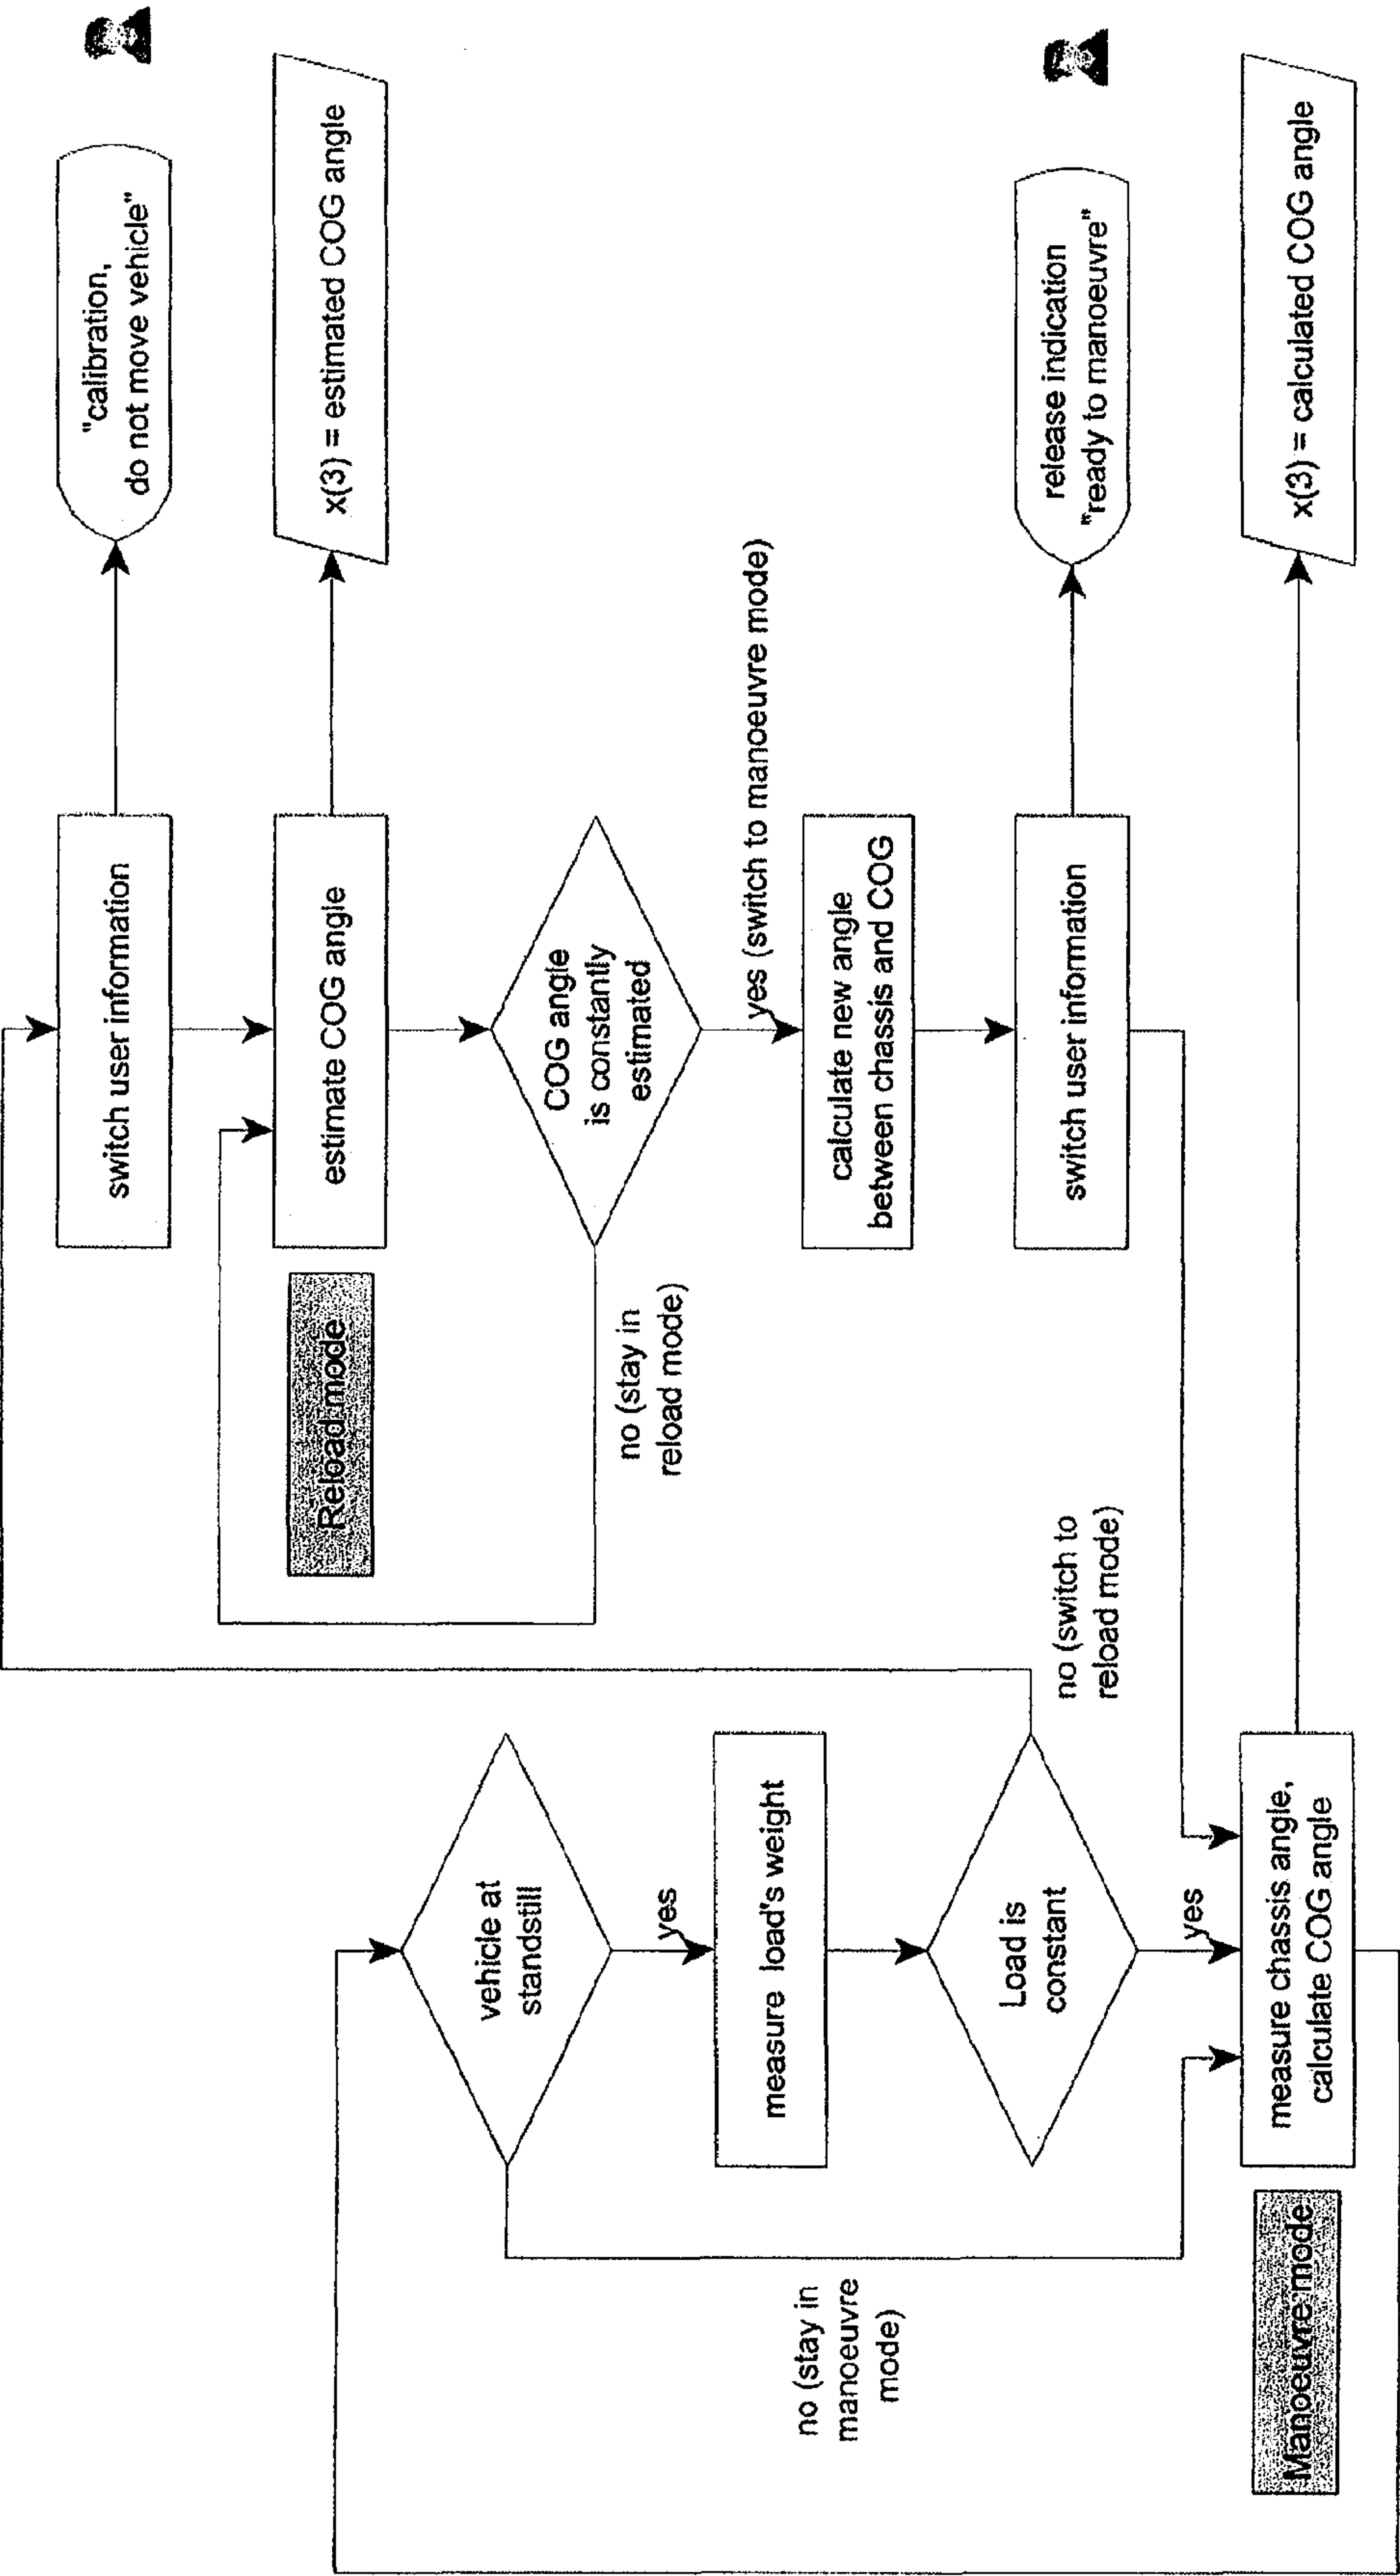 switch user information
"calibration,
do not move vehicle"
Reload mode
estimate COG angle
x(3) = estimated COG angle
vehicle at
standstill
COG angle
is constantly
estimated
no (stay in
reload mode)
yes
yes (switch to manoeuvre mode)
measure load's weight
no (stay in
manoeuvre
mode)
calculate new angle
between chassis and COG
Load is
constant
no (switch to
reload mode)
switch user information
release indication
"ready to manoeuvre"
yes
Manoeuvre mode
measure chassis angle,
calculate COG angle
x(3) = calculated COG angle